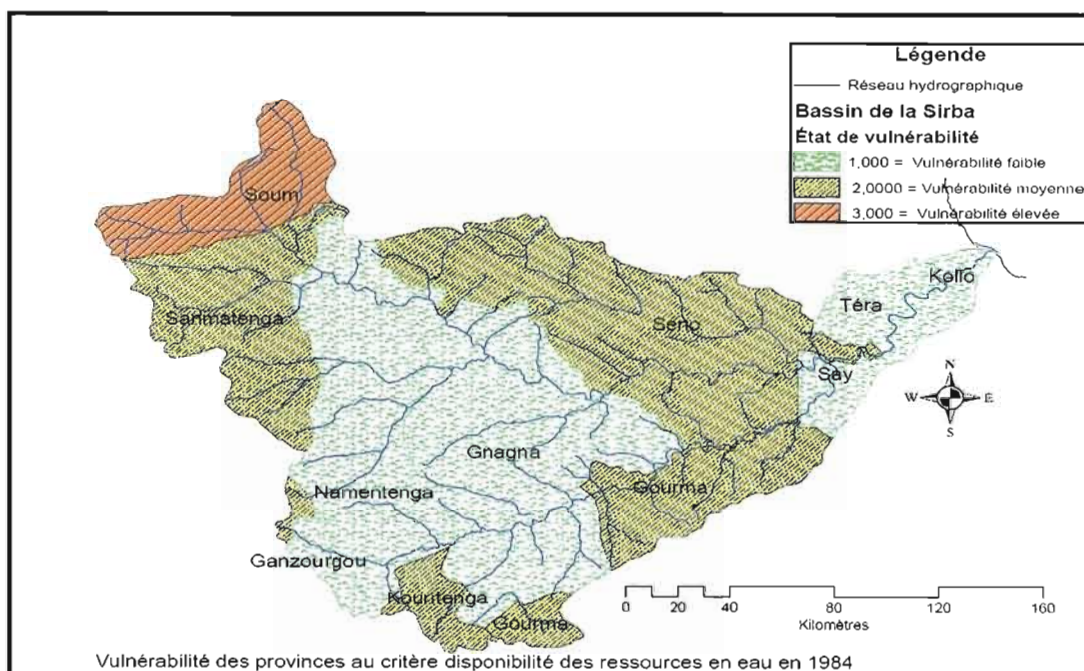 Légende
Réseau hydrographique
Bassin de la Sirba
État de vulnérabilité
1,000 = Vulnérabilité faible
2,0000 = Vulnérabilité moyenne
3,000 = Vulnérabilité élevée
Soum
Kollo
Téra
Sanmatenga
Seno
Say
N
W E
S
Gnagna
Gourma
Namentenga
Ganzourgou
Kouritenga
Gourma
0 20 40 80 120 160
Kilomètres
Vulnérabilité des provinces au critère disponibilité des ressources en eau en 1984